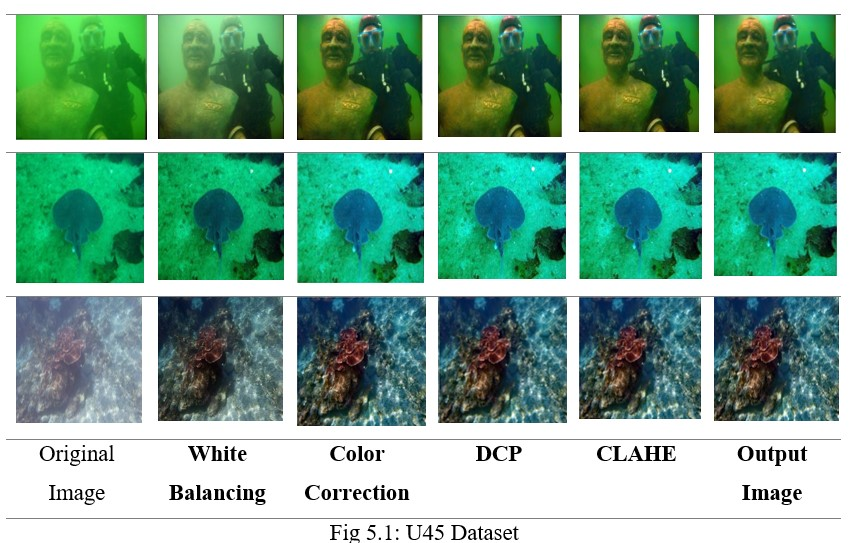 Original Image
White Balancing
Color Correction
DCP
CLAHE
Output Image
Fig 5.1: U45 Dataset